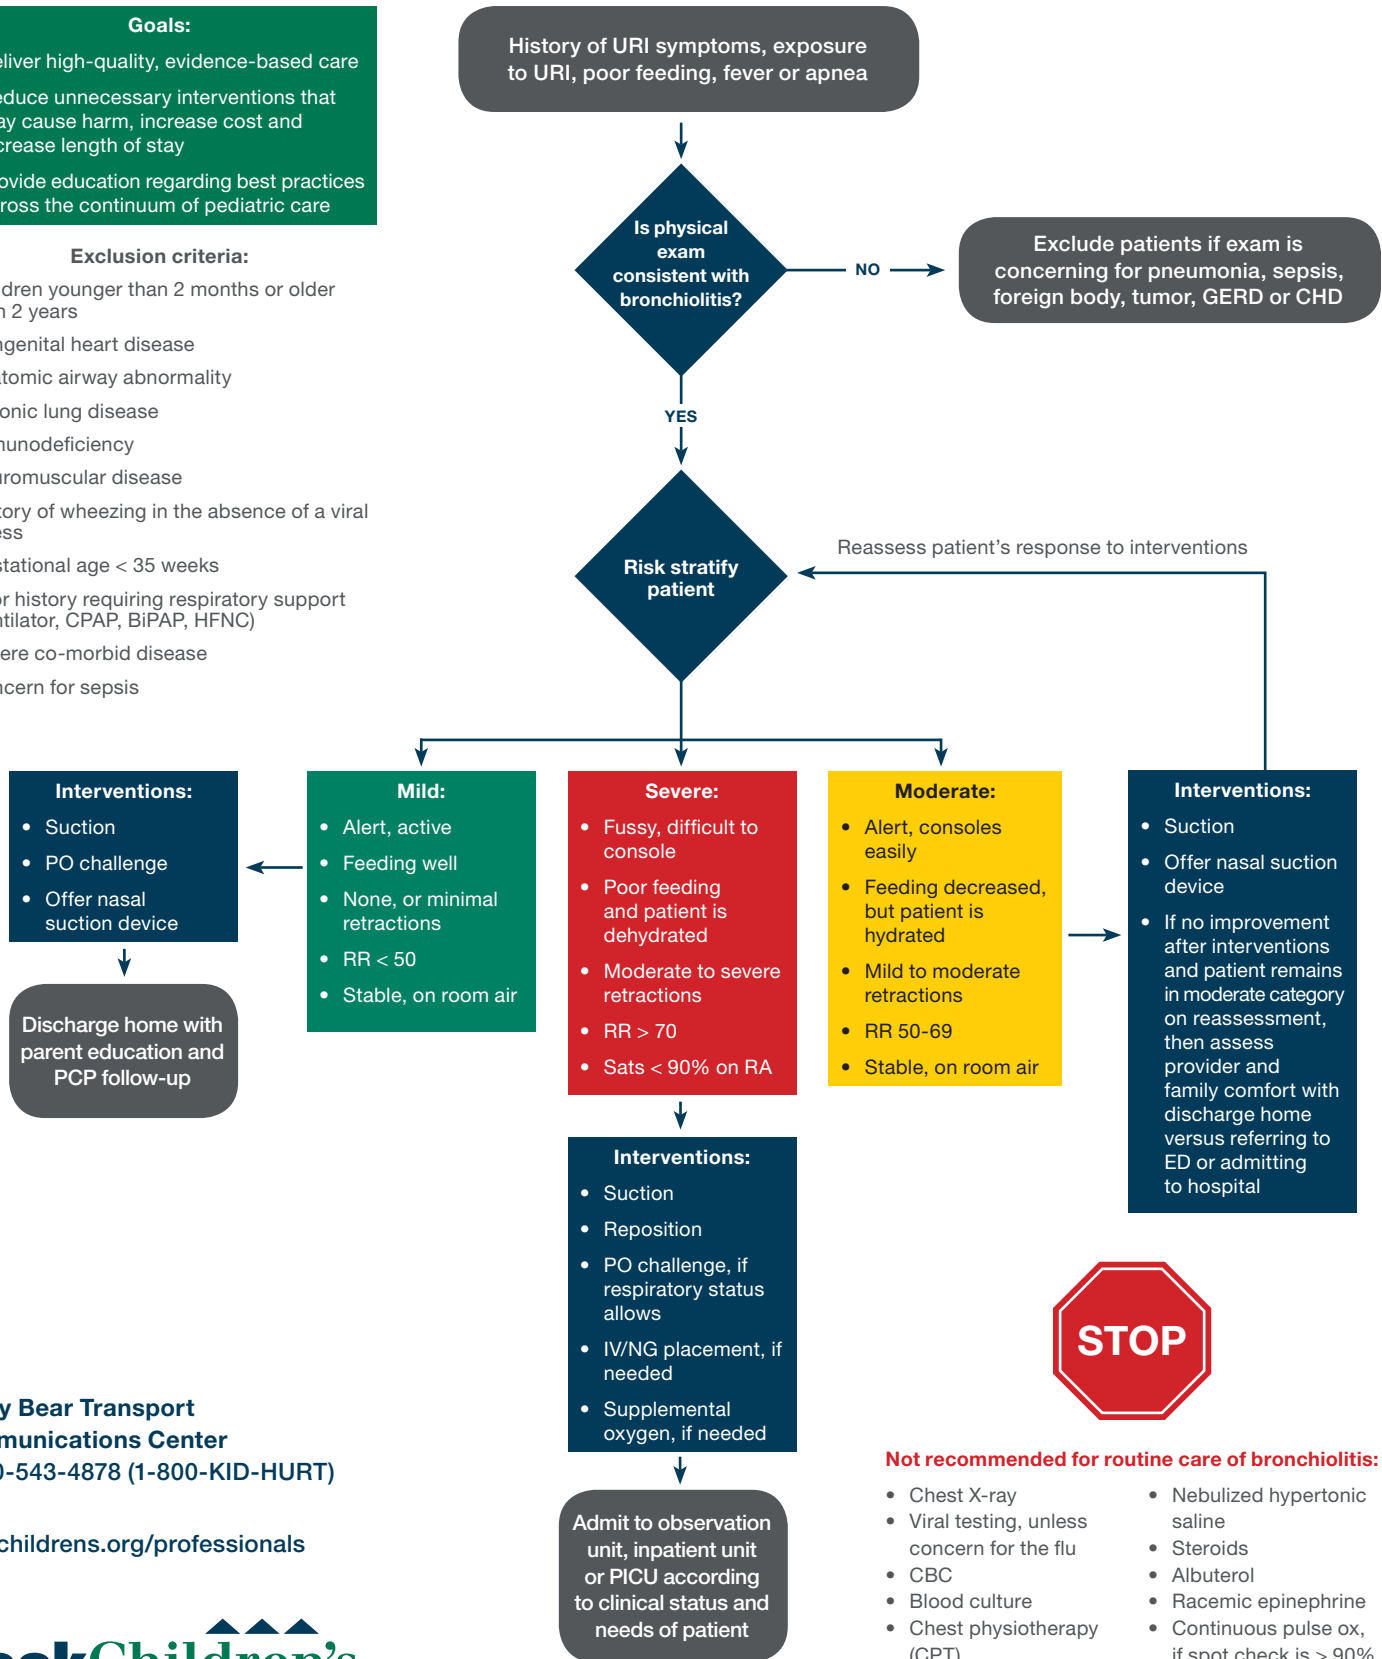 Goals:
eliver high-quality, evidence-based care
educe unnecessary interventions that
ay cause harm, increase cost and
crease length of stay
ovide education regarding best practices
ross the continuum of pediatric care
Exclusion criteria:
ldren younger than 2 months or older
n 2 years
ngenital heart disease
atomic airway abnormality
ronic lung disease
munodeficiency
uromuscular disease
tory of wheezing in the absence of a viral
ess
stational age < 35 weeks
or history requiring respiratory support
ntilator, CPAP, BiPAP, HFNC)
vere co-morbid disease
ncern for sepsis
History of URI symptoms, exposure
to URI, poor feeding, fever or apnea
Is physical
exam
consistent with
bronchiolitis?
NO
Exclude patients if exam is
concerning for pneumonia, sepsis,
foreign body, tumor, GERD or CHD
YES
Risk stratify
patient
Reassess patient's response to interventions
Interventions:
• Suction
• PO challenge
• Offer nasal
suction device
Discharge home with
parent education and
PCP follow-up
Mild:
• Alert, active
• Feeding well
• None, or minimal
retractions
• RR < 50
• Stable, on room air
Severe:
• Fussy, difficult to
console
• Poor feeding
and patient is
dehydrated
• Moderate to severe
retractions
• RR > 70
• Sats < 90% on RA
Interventions:
• Suction
• Reposition
• PO challenge, if
respiratory status
allows
• IV/NG placement, if
needed
• Supplemental
oxygen, if needed
Admit to observation
unit, inpatient unit
or PICU according
to clinical status and
needs of patient
Moderate:
• Alert, consoles
easily
• Feeding decreased,
but patient is
hydrated
• Mild to moderate
retractions
• RR 50-69
• Stable, on room air
Interventions:
• Suction
• Offer nasal suction
device
• If no improvement
after interventions
and patient remains
in moderate category
on reassessment,
then assess
provider and
family comfort with
discharge home
versus referring to
ED or admitting
to hospital
STOP
Not recommended for routine care of bronchiolitis:
• Chest X-ray
• Viral testing, unless
concern for the flu
• CBC
• Blood culture
• Chest physiotherapy
(CPT)
• Nebulized hypertonic
saline
• Steroids
• Albuterol
• Racemic epinephrine
• Continuous pulse ox,
if spot check is > 90%
y Bear Transport
munications Center
0-543-4878 (1-800-KID-HURT)
childrens.org/professionals
Children's